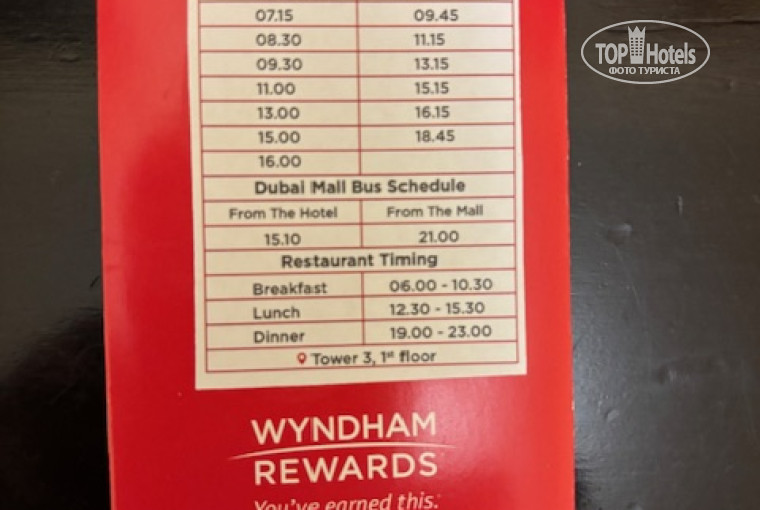 07.15 09.45
08.30 11.15
09.30 13.15
11.00 15.15
13.00 16.15
15.00 18.45
16.00
Dubai Mall Bus Schedule
From The Hotel From The Mall
15.10 21.00
Restaurant Timing
Breakfast 06.00 - 10.30
Lunch 12.30 - 15.30
Dinner 19.00 - 23.00
Tower 3, 1st floor
WYNDHAM
REWARDS
You've earned this.
TOP Hotels
ФОТО ТУРИСТА